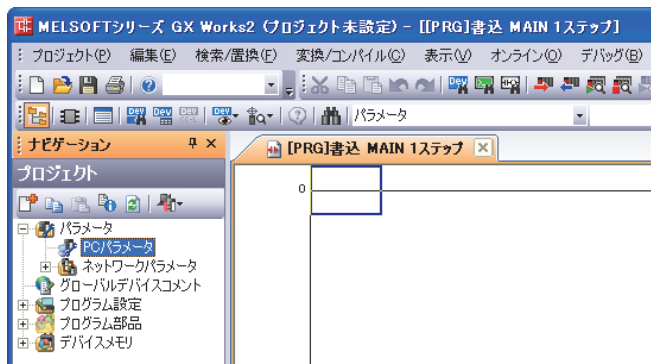 MELSOFTシリーズ GX Works2 (プロジェクト未設定) - [[PRG]書込 MAIN 1ステップ]
プロジェクト(P) 編集(E) 検索/置換(F) 変換/コンパイル(C) 表示(V) オンライン(O) デバッグ(B)
パラメータ
ナビゲーション
[PRG]書込 MAIN 1ステップ
プロジェクト
0
パラメータ
PCパラメータ
ネットワークパラメータ
グローバルデバイスコメント
プログラム設定
プログラム部品
デバイスメモリ